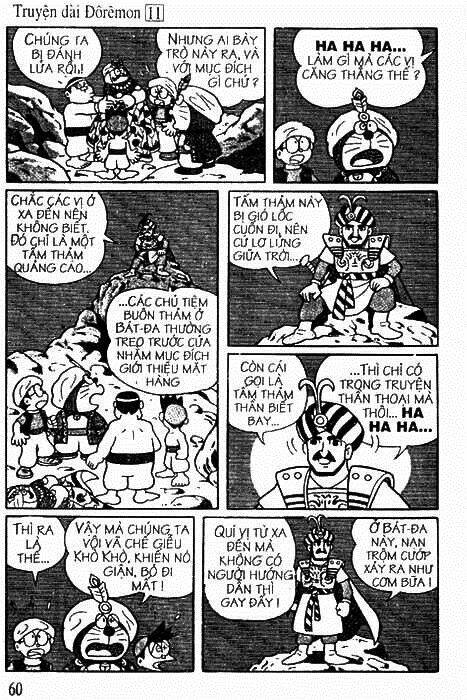 Truyện dài Đôrêmon 11
CHÚNG TA
BỊ ĐÁNH
LỪA RỒI!
NHƯNG AI BÀY
TRÒ NÀY RA, VÀ
VỚI MỤC ĐÍCH
GÌ CHỨ?
HA HA HA...
LÀM GÌ MÀ CÁC VỊ
CĂNG THẲNG THẾ?
CHẮC CÁC VỊ Ở
XA ĐẾN NÊN
KHÔNG BIẾT.
ĐÓ CHỈ LÀ MỘT
TẤM THẢM
QUẢNG CÁO...
...CÁC CHỦ TIỆM
BUÔN THẢM Ở
BÁT-ĐA THƯỜNG
TREO TRƯỚC CỬA
NHẰM MỤC ĐÍCH
GIỚI THIỆU MẶT
HÀNG
TẤM THẢM NÀY
BỊ GIÓ LỐC
CUỐN ĐI, NÊN
CỨ LƠ LỬNG
GIỮA TRỜI...
CÒN CÁI
GỌI LÀ
TẤM THẢM
THẦN BIẾT
BAY...
...THÌ CHỈ CÓ
TRONG TRUYỆN
THẦN THOẠI MÀ
THÔI... HA
HA HA...
THÌ RA
LÀ
THẾ...
VẬY MÀ CHÚNG TA
VỘI VÃ CHẾ GIỄU
KHÒ KHÒ, KHIẾN NÓ
GIẬN, BỎ ĐI
MẤT!
QUÍ VỊ TỪ XA
ĐẾN MÀ
KHÔNG CÓ
NGƯỜI HƯỚNG
DẪN THÌ
GAY ĐẤY!
Ở BÁT-ĐA
NÀY, NẠN
TRỘM CƯỚP
XẢY RA NHƯ
CƠM BỮA!
60